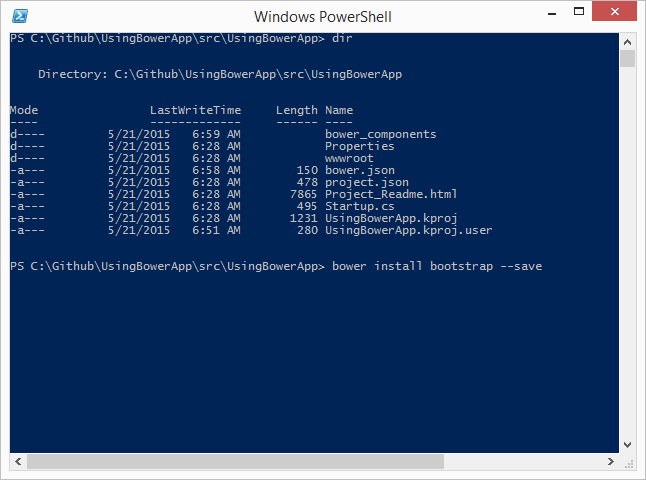 Windows PowerShell
PS C:\Github\UsingBowerApp\src\UsingBowerApp> dir
Directory: C:\Github\UsingBowerApp\src\UsingBowerApp
Mode LastWriteTime Length Name
---- ------------- ------ ----
d---- 5/21/2015 6:59 AM bower_components
d---- 5/21/2015 6:28 AM Properties
d---- 5/21/2015 6:28 AM wwwroot
-a--- 5/21/2015 6:58 AM 150 bower.json
-a--- 5/21/2015 6:28 AM 478 project.json
-a--- 5/21/2015 6:28 AM 7865 Project_Readme.html
-a--- 5/21/2015 6:28 AM 495 Startup.cs
-a--- 5/21/2015 6:28 AM 1231 UsingBowerApp.kproj
-a--- 5/21/2015 6:51 AM 280 UsingBowerApp.kproj.user
PS C:\Github\UsingBowerApp\src\UsingBowerApp> bower install bootstrap --save